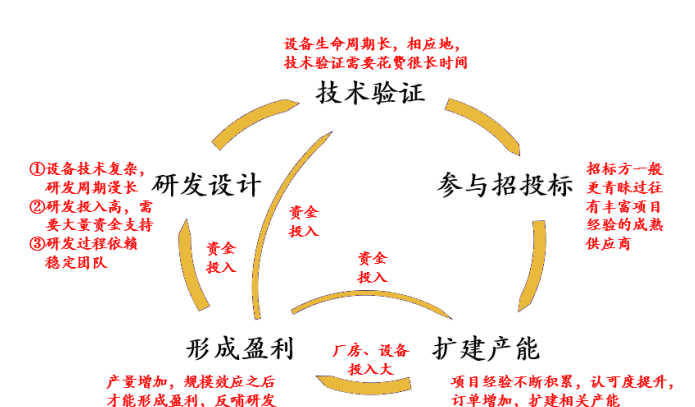 设备生命周期长，相应地，
技术验证需要花费很长时间
技术验证
①设备技术复杂，
研发周期漫长
②研发投入高，需
要大量资金支持
③研发过程依赖
稳定团队
研发设计
参与招投标
招标方一般
更青睐过往
有丰富项目
经验的成熟
供应商
资金
投入
资金
投入
资金
投入
形成盈利
厂房、设备
投入大
扩建产能
产量增加，规模效应之后
才能形成盈利，反哺研发
项目经验不断积累，认可度提升，
订单增加，扩建相关产能